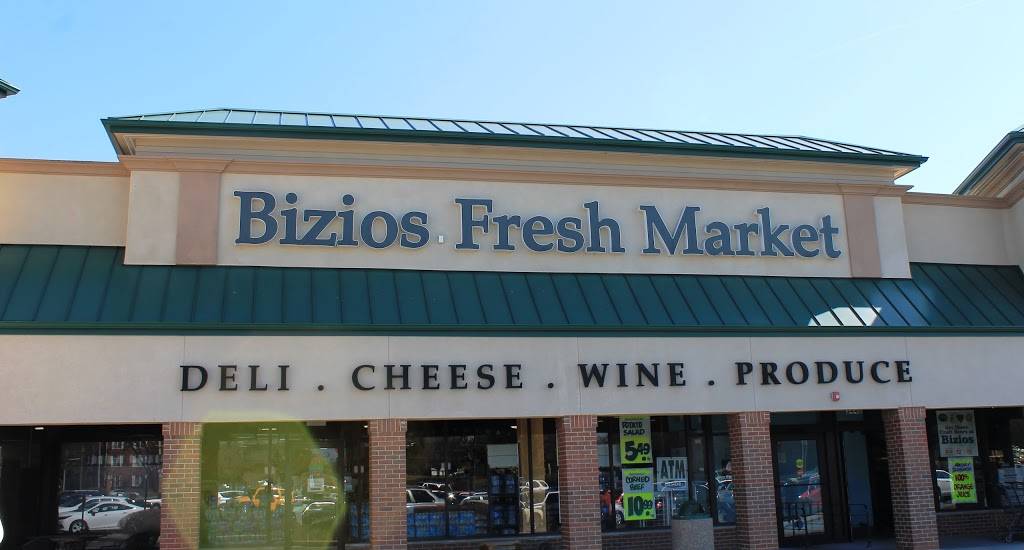 Bizios Fresh Market
DELI . CHEESE . WINE . PRODUCE
POTATO
SALAD
5.49
CORNED
BEEF
10.99
ATM
Bizios
100%
ORANGE
JUICE